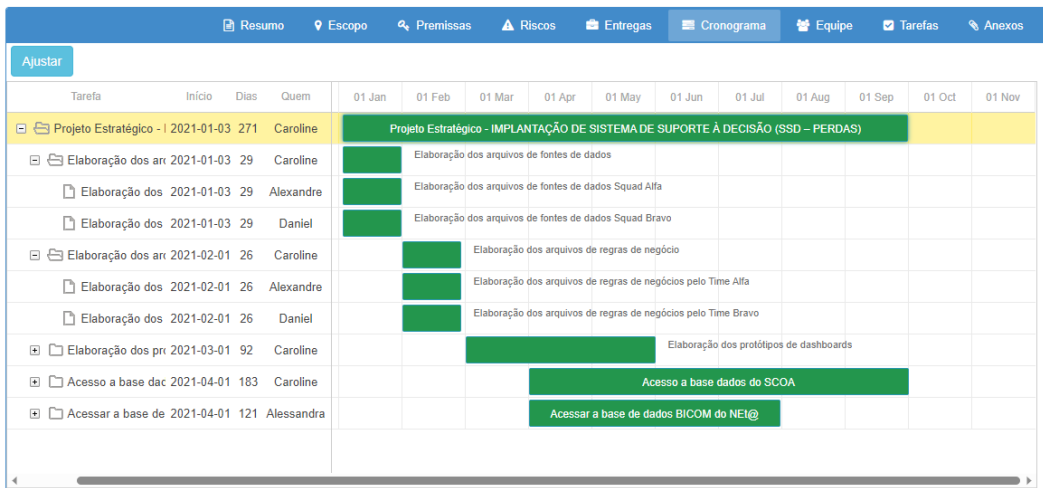 Resumo Escopo Premissas Riscos Entregas Cronograma Equipe Tarefas Anexos
Ajustar
Tarefa Início Dias Quem 01 Jan 01 Feb 01 Mar 01 Apr 01 May 01 Jun 01 Jul 01 Aug 01 Sep 01 Oct 01 Nov
Projeto Estratégico - I 2021-01-03 271 Caroline Projeto Estratégico - IMPLANTAÇÃO DE SISTEMA DE SUPORTE À DECISÃO (SSD – PERDAS)
Elaboração dos arq 2021-01-03 29 Caroline Elaboração dos arquivos de fontes de dados
Elaboração dos 2021-01-03 29 Alexandre Elaboração dos arquivos de fontes de dados Squad Alfa
Elaboração dos 2021-01-03 29 Daniel Elaboração dos arquivos de fontes de dados Squad Bravo
Elaboração dos arq 2021-02-01 26 Caroline Elaboração dos arquivos de regras de negócio
Elaboração dos 2021-02-01 26 Alexandre Elaboração dos arquivos de regras de negócios pelo Time Alfa
Elaboração dos 2021-02-01 26 Daniel Elaboração dos arquivos de regras de negócios pelo Time Bravo
Elaboração dos pro 2021-03-01 92 Caroline Elaboração dos protótipos de dashboards
Acesso a base dac 2021-04-01 183 Caroline Acesso a base dados do SCOA
Acessar a base de 2021-04-01 121 Alessandra Acessar a base de dados BICOM do NEt@